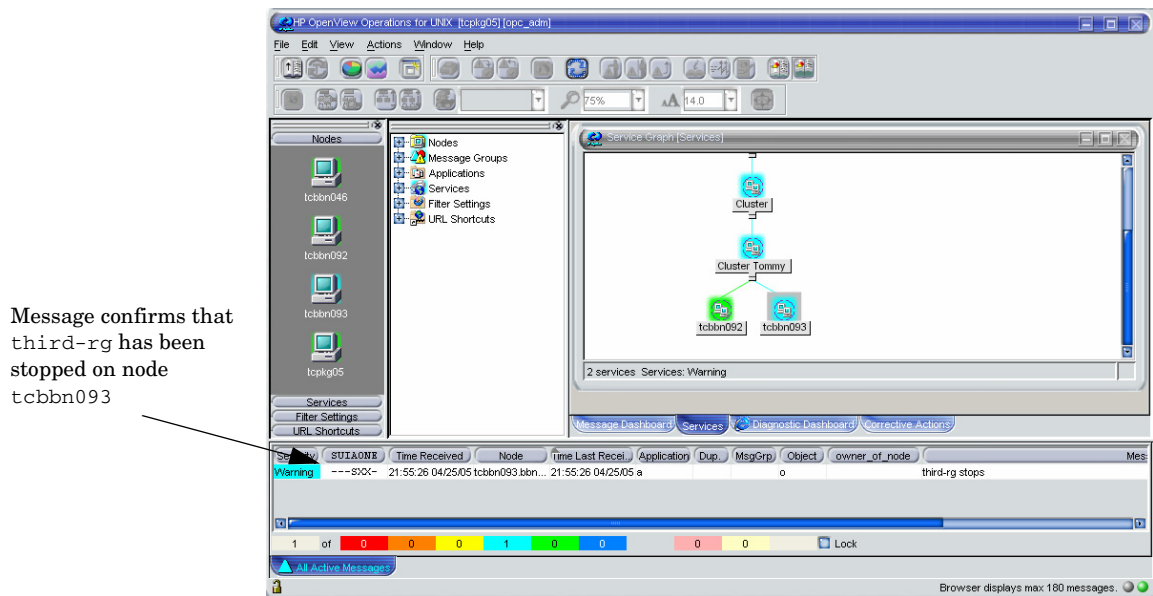 HP OpenView Operations for UNIX [tcpkg05] [opc_adm]
File Edit View Actions Window Help
75%
14.0
Nodes
tcbbn046
tcbbn092
tcbbn093
tcpkg05
Services
Filter Settings
URL Shortcuts
Nodes
Message Groups
Applications
Services
Filter Settings
URL Shortcuts
Service Graph [Services]
Cluster
Cluster Tommy
tcbbn092
tcbbn093
2 services Services: Warning
Message Dashboard Services Diagnostic Dashboard Corrective Actions
Message confirms that
third-rg has been
stopped on node
tcbbn093
SUIAONE Time Received Node Time Last Recei... Application Dup. MsgGrp Object owner_of_node Mes
Warning ---SXX- 21:55:26 04/25/05 tcbbn093.bbn... 21:55:26 04/25/05 a o third-rg stops
1 of 0 0 0 1 0 0 0 0 Lock
All Active Messages
Browser displays max 180 messages.